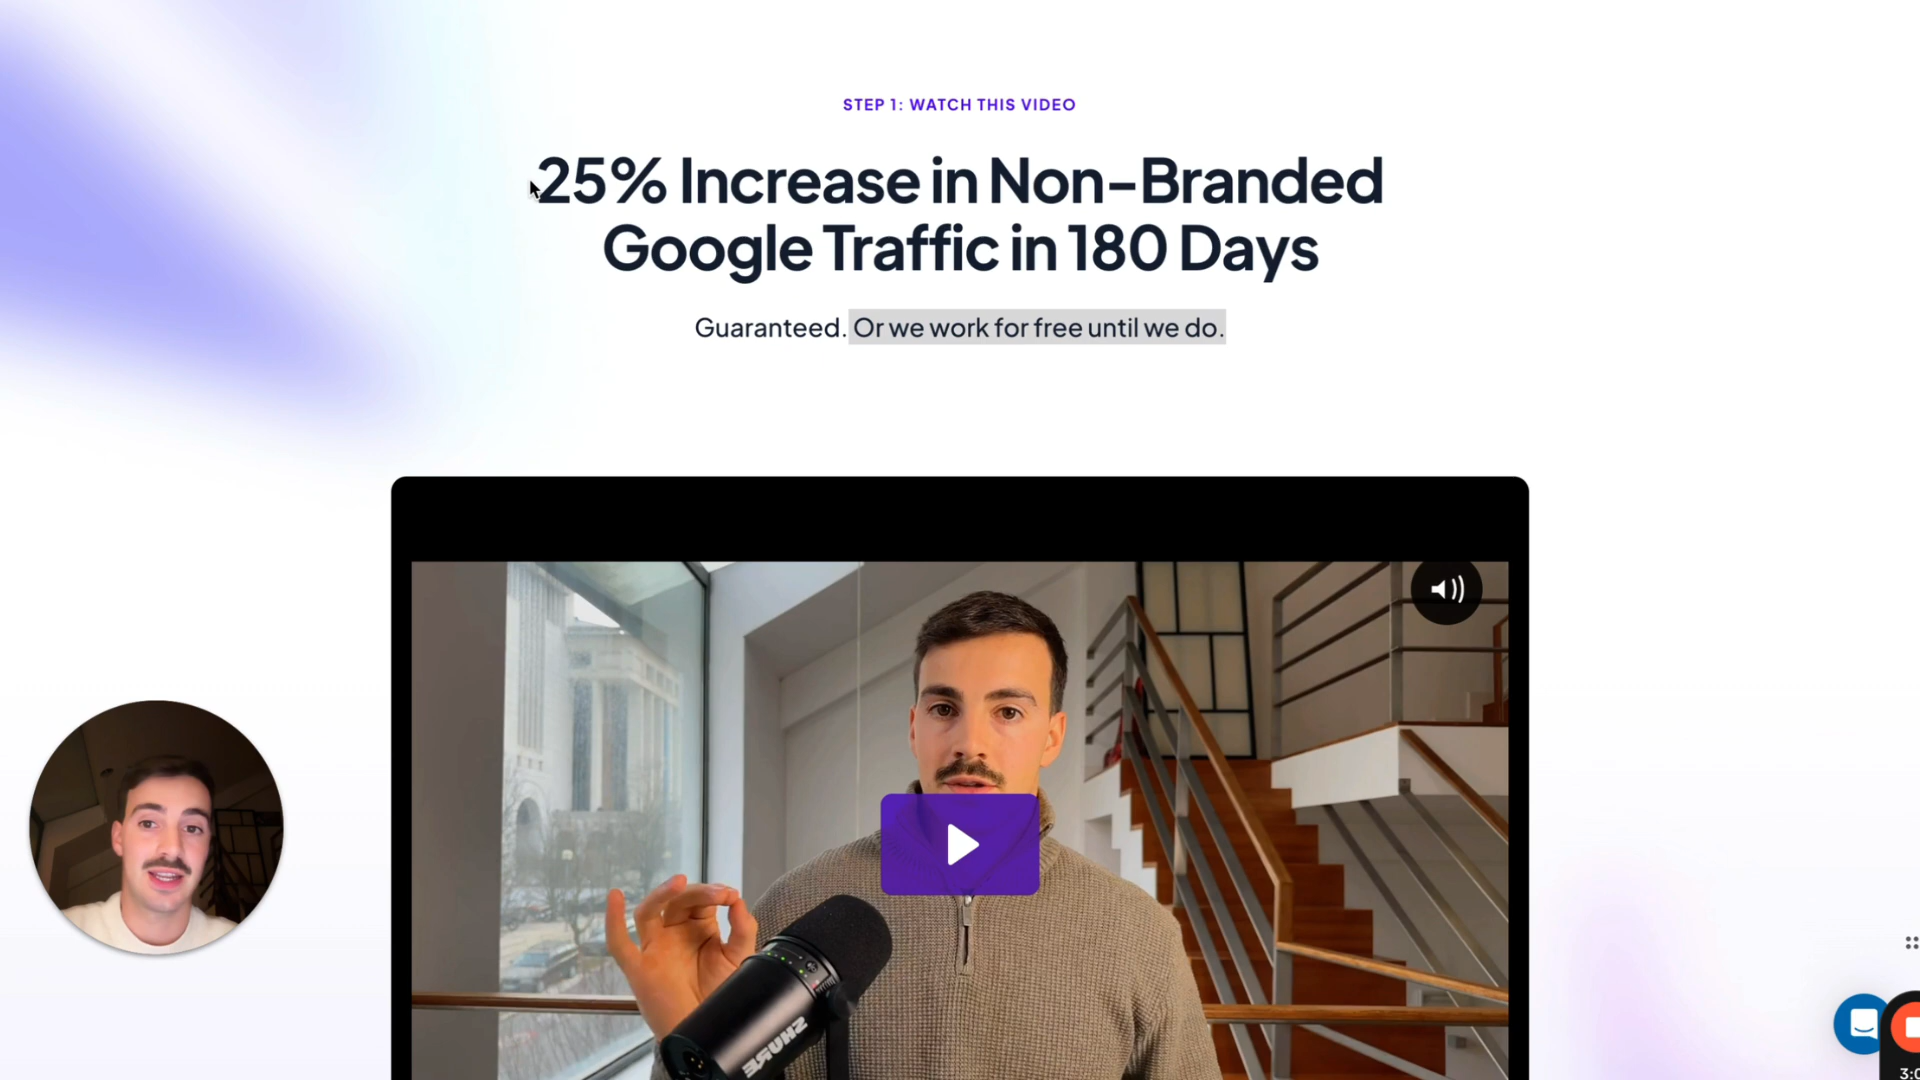 STEP 1: WATCH THIS VIDEO
25% Increase in Non-Branded
Google Traffic in 180 Days
Guaranteed. Or we work for free until we do.
SHURE